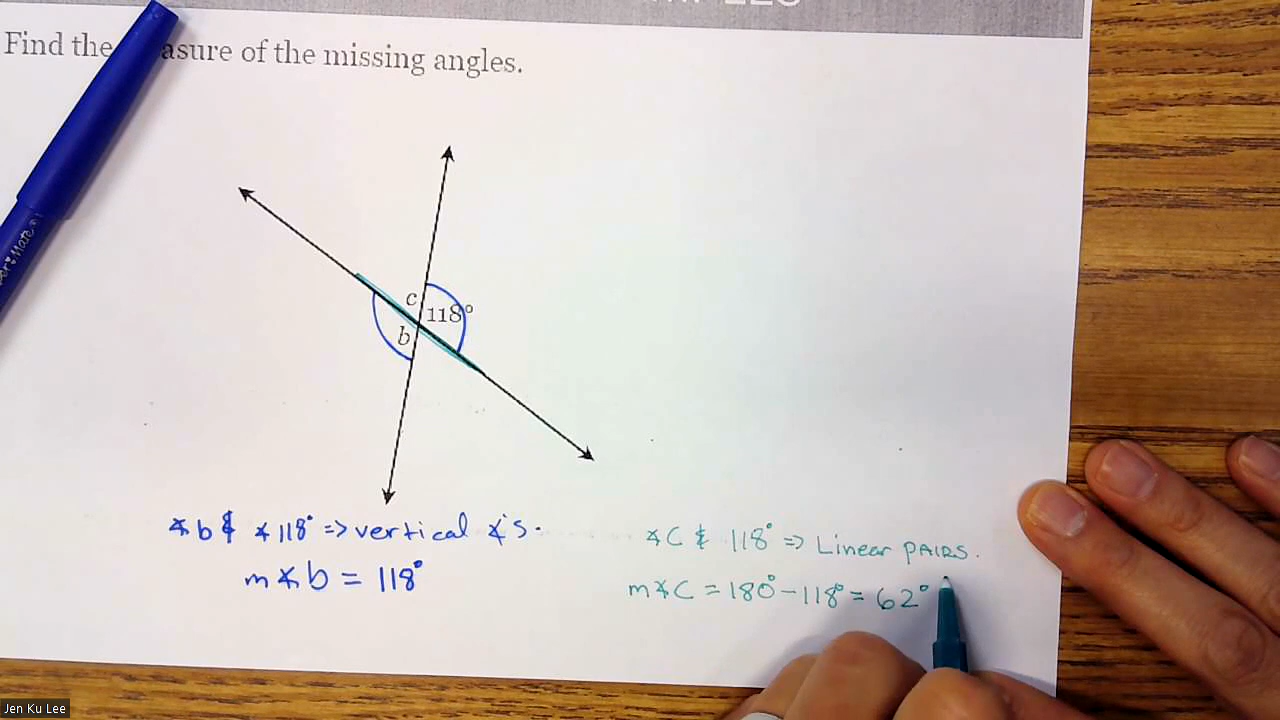 Find the asure of the missing angles.
c
118°
b
∡b & ∡118° => vertical ∡'s.
m∡b = 118°
∡C & 118° => Linear PAIRS.
m∡C = 180° - 118° = 62°
Jen Ku Lee